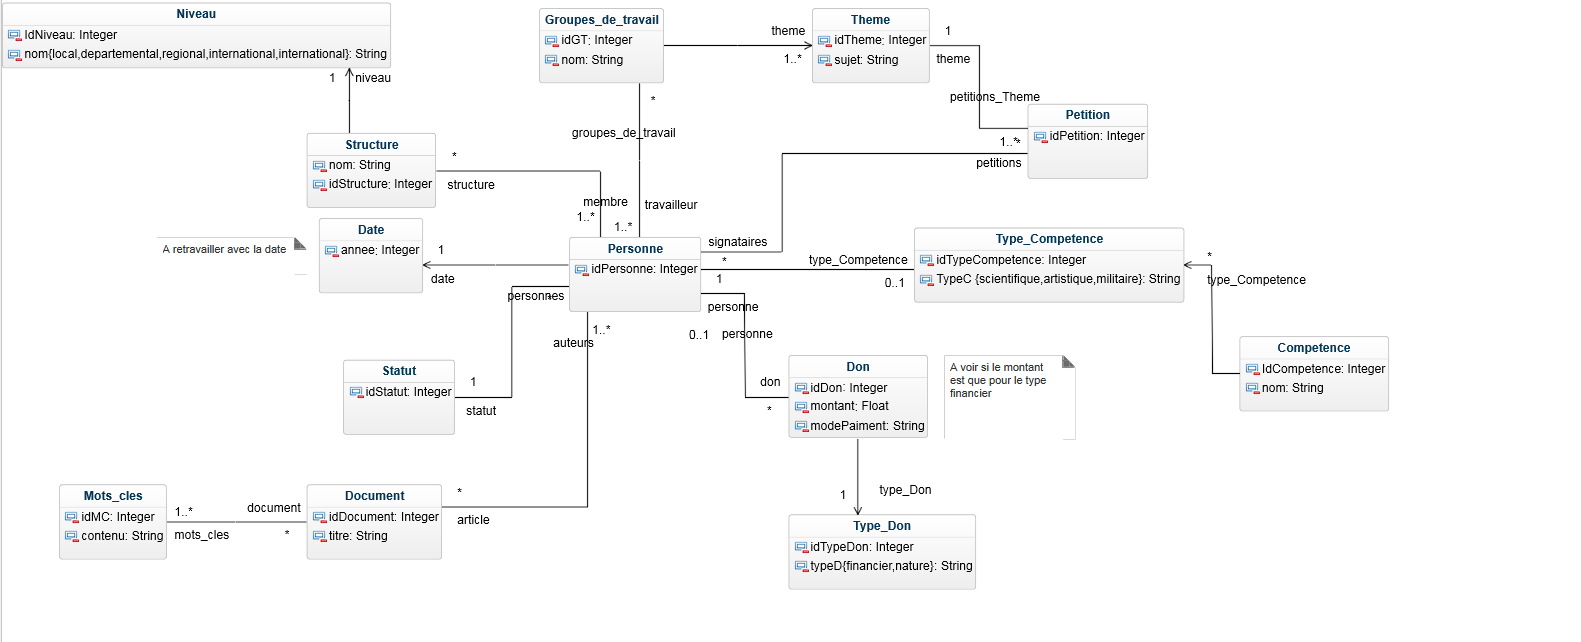 Niveau
IdNiveau: Integer
nom{local,departemental,regional,international,international}: String
1
niveau
Groupes_de_travail
idGT: Integer
nom: String
theme
1..*
Theme
idTheme: Integer
sujet: String
1
theme
petitions_Theme
Petition
idPetition: Integer
1..*
*
petitions
*
groupes_de_travail
Structure
nom: String
idStructure: Integer
*
structure
membre
1..*
travailleur
1..*
A retravailler avec la date
Date
annee: Integer
1
date
Personne
idPersonne: Integer
signataires
*
1
type_Competence
0..1
Type_Competence
idTypeCompetence: Integer
TypeC {scientifique,artistique,militaire}: String
*
type_Competence
Competence
IdCompetence: Integer
nom: String
personnes
*
personne
0..1
personne
1..*
auteurs
Statut
idStatut: Integer
1
statut
don
*
Don
idDon: Integer
montant: Float
modePaiment: String
A voir si le montant
est que pour le type
financier
1
type_Don
Type_Don
idTypeDon: Integer
typeD{financier,nature}: String
Mots_cles
idMC: Integer
contenu: String
1..*
mots_cles
document
*
Document
idDocument: Integer
titre: String
*
article